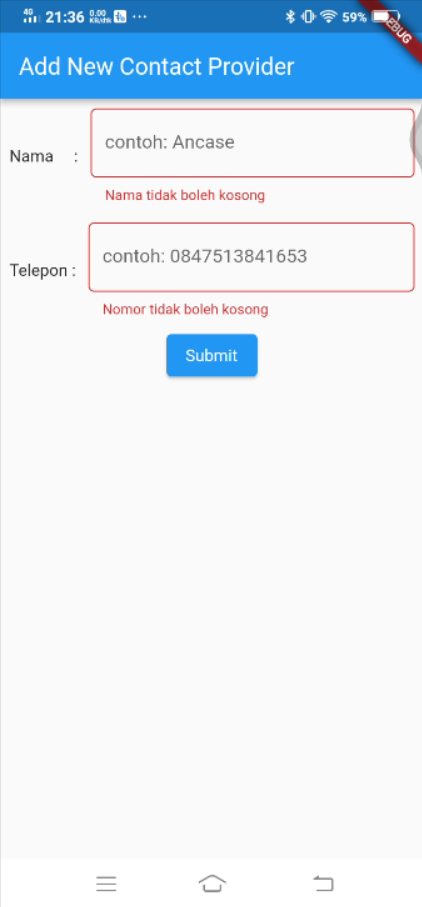 4G 21:36 0.00 KB/dtk ... 59%
DEBUG
Add New Contact Provider
Nama : contoh: Ancase
Nama tidak boleh kosong
Telepon : contoh: 0847513841653
Nomor tidak boleh kosong
Submit